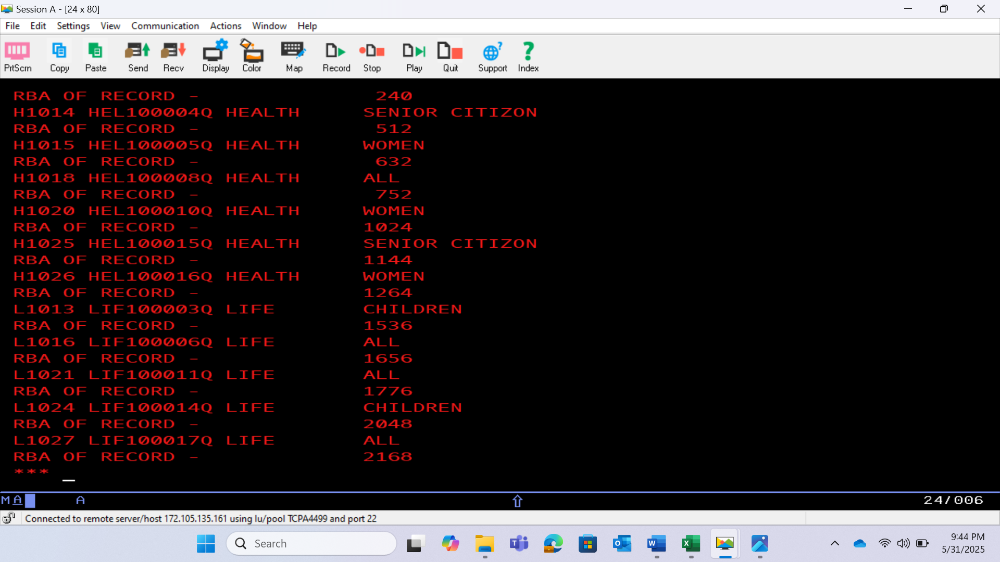 Session A - [24 x 80]
File Edit Settings View Communication Actions Window Help
PrtScrn Copy Paste Send Recv Display Color Map Record Stop Play Quit Support Index
RBA OF RECORD - 240
H1014 HEL100004Q HEALTH SENIOR CITIZON
RBA OF RECORD - 512
H1015 HEL100005Q HEALTH WOMEN
RBA OF RECORD - 632
H1018 HEL100008Q HEALTH ALL
RBA OF RECORD - 752
H1020 HEL100010Q HEALTH WOMEN
RBA OF RECORD - 1024
H1025 HEL100015Q HEALTH SENIOR CITIZON
RBA OF RECORD - 1144
H1026 HEL100016Q HEALTH WOMEN
RBA OF RECORD - 1264
L1013 LIF100003Q LIFE CHILDREN
RBA OF RECORD - 1536
L1016 LIF100006Q LIFE ALL
RBA OF RECORD - 1656
L1021 LIF100011Q LIFE ALL
RBA OF RECORD - 1776
L1024 LIF100014Q LIFE CHILDREN
RBA OF RECORD - 2048
L1027 LIF100017Q LIFE ALL
RBA OF RECORD - 2168
***
MA A 24/006
Connected to remote server/host 172.105.135.161 using lu/pool TCPA4499 and port 22
Search
9:44 PM
5/31/2025